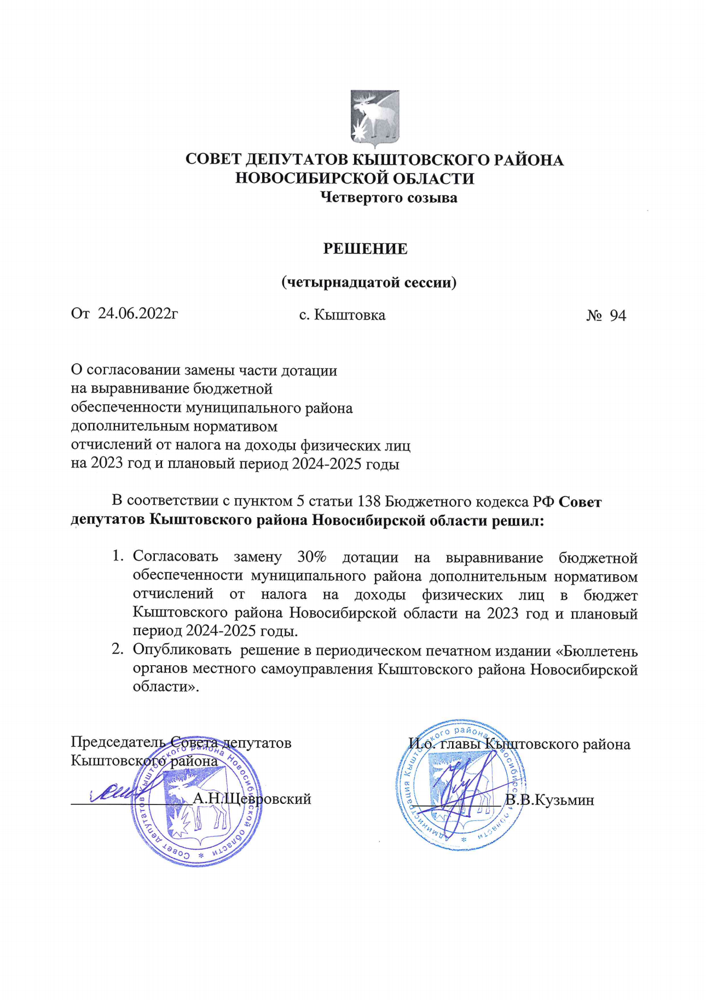 СОВЕТ ДЕПУТАТОВ КЫШТОВСКОГО РАЙОНА
НОВОСИБИРСКОЙ ОБЛАСТИ
Четвертого созыва
РЕШЕНИЕ
(четырнадцатой сессии)
От 24.06.2022г с. Кыштовка № 94
О согласовании замены части дотации
на выравнивание бюджетной
обеспеченности муниципального района
дополнительным нормативом
отчислений от налога на доходы физических лиц
на 2023 год и плановый период 2024-2025 годы
В соответствии с пунктом 5 статьи 138 Бюджетного кодекса РФ Совет
депутатов Кыштовского района Новосибирской области решил:
1. Согласовать замену 30% дотации на выравнивание бюджетной
обеспеченности муниципального района дополнительным нормативом
отчислений от налога на доходы физических лиц в бюджет
Кыштовского района Новосибирской области на 2023 год и плановый
период 2024-2025 годы.
2. Опубликовать решение в периодическом печатном издании «Бюллетень
органов местного самоуправления Кыштовского района Новосибирской
области».
Председатель Совета депутатов
Кыштовского района
А.Н.Щевровский
И.о. главы Кыштовского района
В.В.Кузьмин
Совет депутатов Кыштовского района Новосибирской области *
Администрация Кыштовского района Новосибирской области *